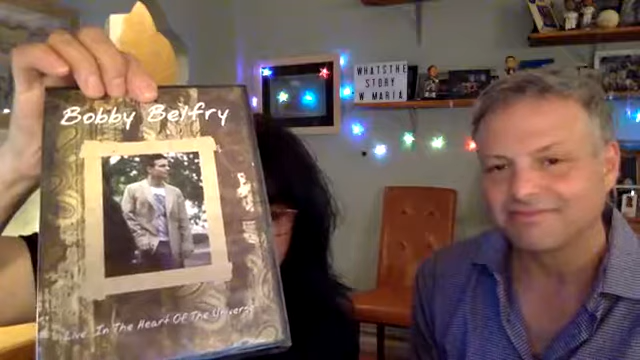 Bobby Belfry
Live In The Heart Of The Universe
WHATSTHE
STORY
W MARIA